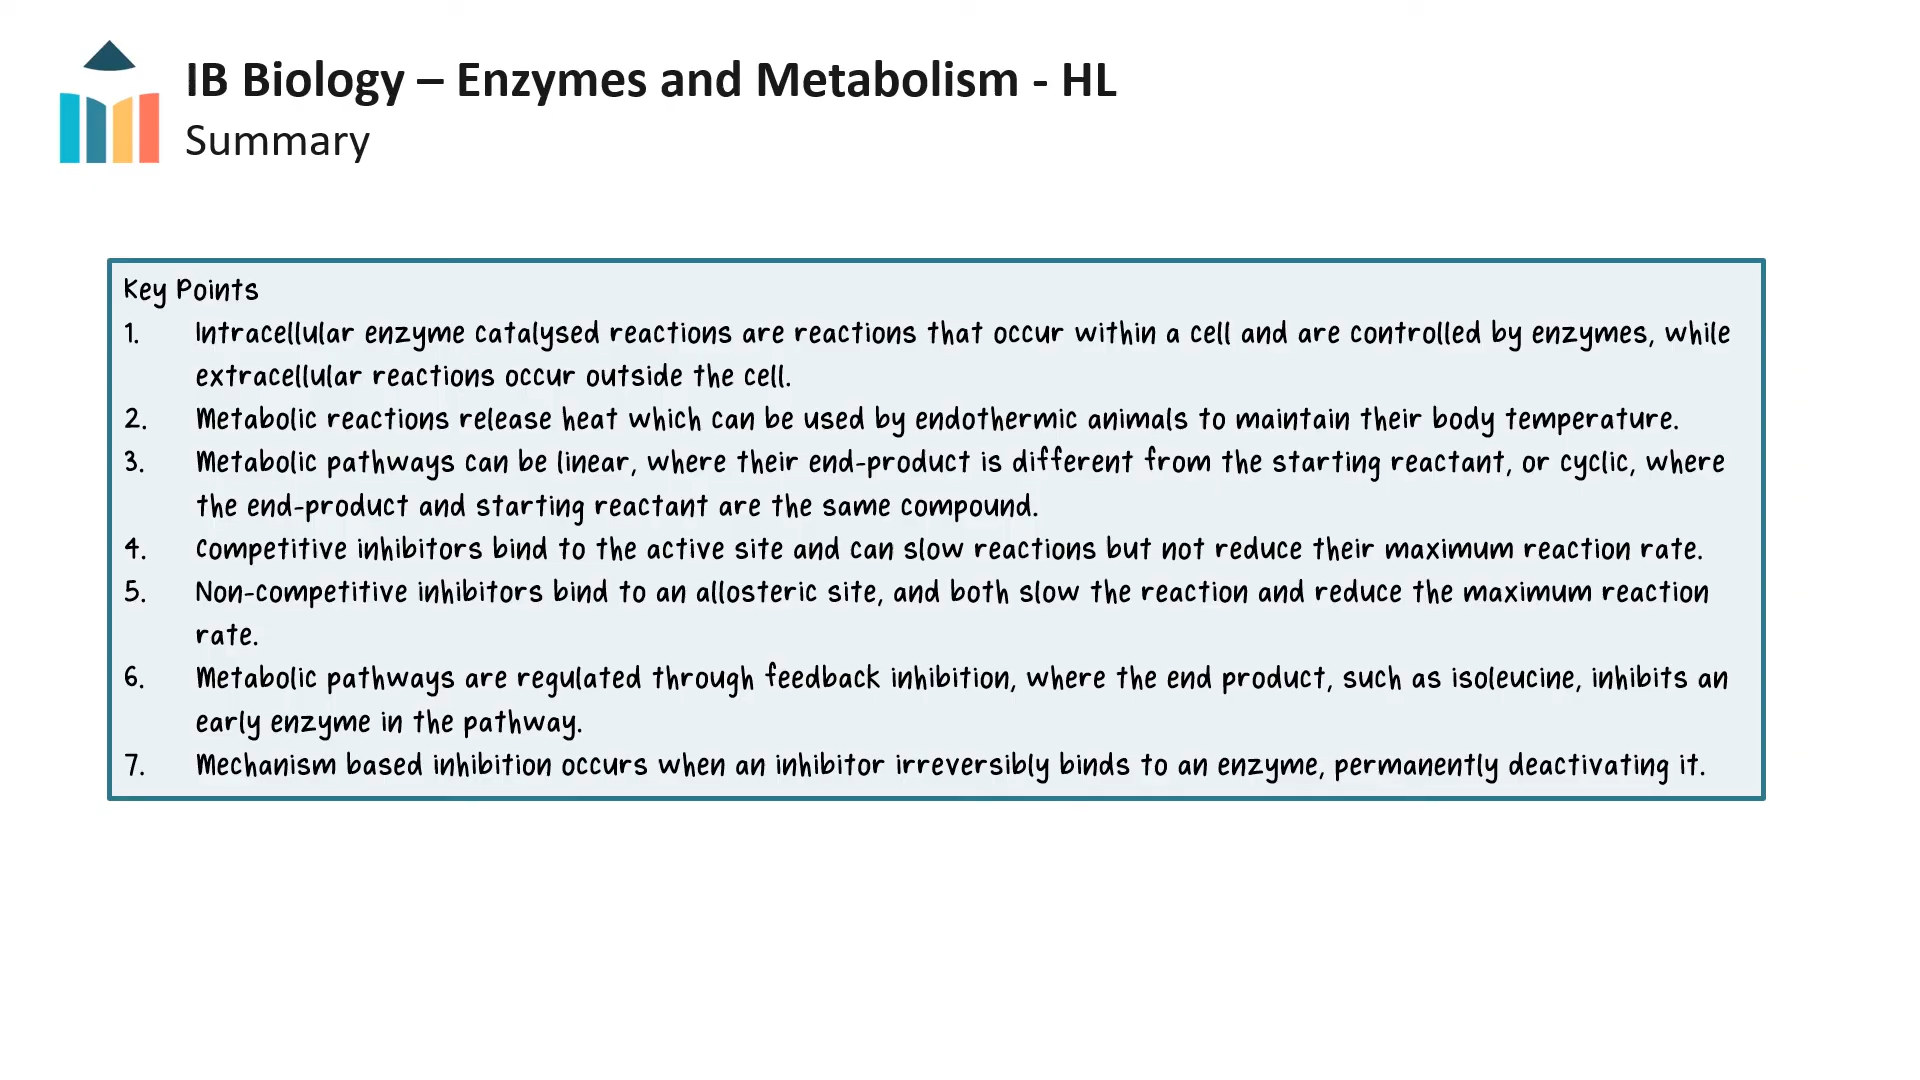 IB Biology – Enzymes and Metabolism - HL
Summary
Key Points
1. Intracellular enzyme catalysed reactions are reactions that occur within a cell and are controlled by enzymes, while
extracellular reactions occur outside the cell.
2. Metabolic reactions release heat which can be used by endothermic animals to maintain their body temperature.
3. Metabolic pathways can be linear, where their end-product is different from the starting reactant, or cyclic, where
the end-product and starting reactant are the same compound.
4. Competitive inhibitors bind to the active site and can slow reactions but not reduce their maximum reaction rate.
5. Non-competitive inhibitors bind to an allosteric site, and both slow the reaction and reduce the maximum reaction
rate.
6. Metabolic pathways are regulated through feedback inhibition, where the end product, such as isoleucine, inhibits an
early enzyme in the pathway.
7. Mechanism based inhibition occurs when an inhibitor irreversibly binds to an enzyme, permanently deactivating it.